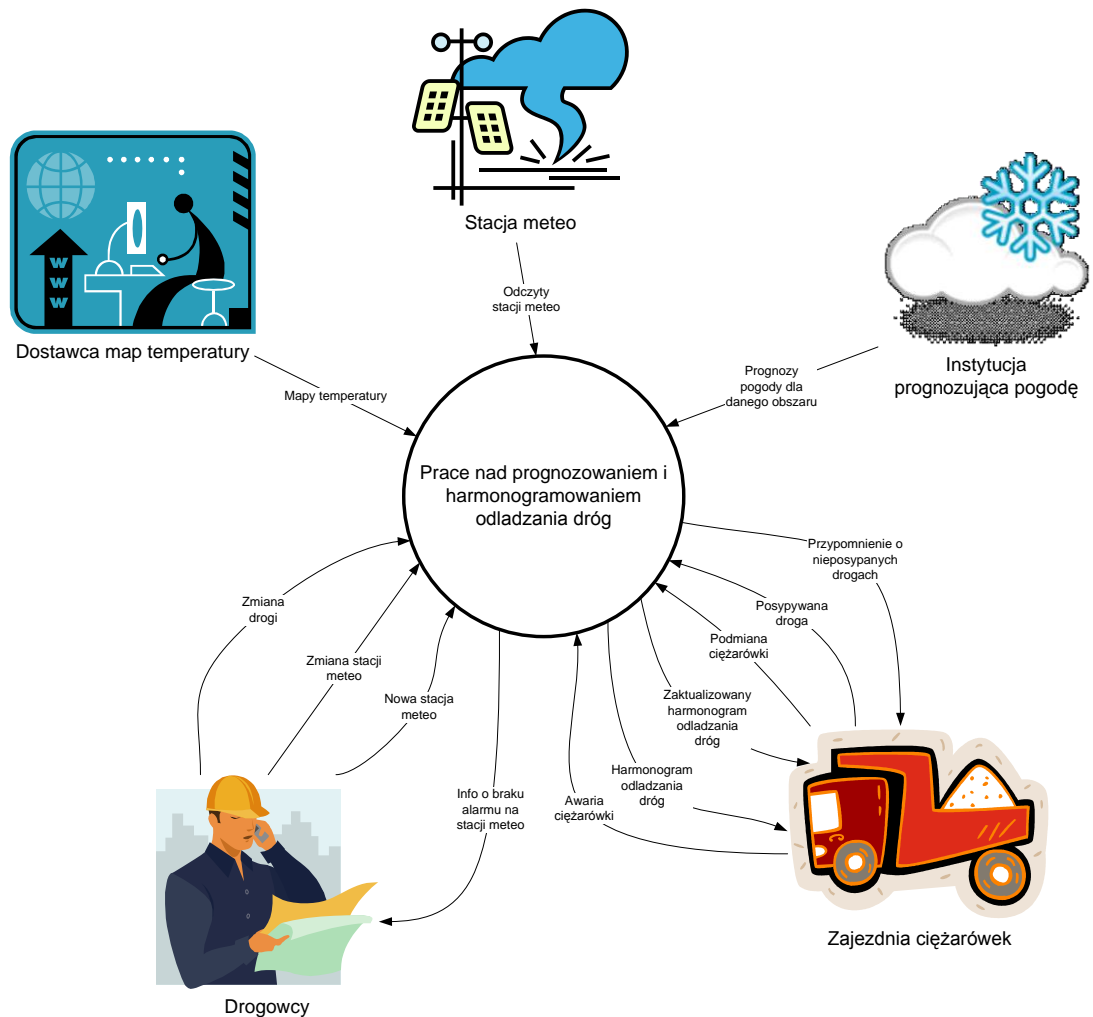 Stacja meteo
Odczyty
stacji meteo
W
W
W
Dostawca map temperatury
Mapy temperatury
Instytucja
prognozująca pogodę
Prognozy
pogody dla
danego obszaru
Prace nad prognozowaniem i
harmonogramowaniem
odladzania dróg
Zmiana
drogi
Zmiana stacji
meteo
Nowa stacja
meteo
Info o braku
alarmu na
stacji meteo
Przypomnienie o
nieposypanych
drogach
Posypywana
droga
Podmiana
ciężarówki
Zaktualizowany
harmonogram
odladzania
dróg
Harmonogram
odladzania
dróg
Awaria
ciężarówki
Zajezdnia ciężarówek
Drogowcy